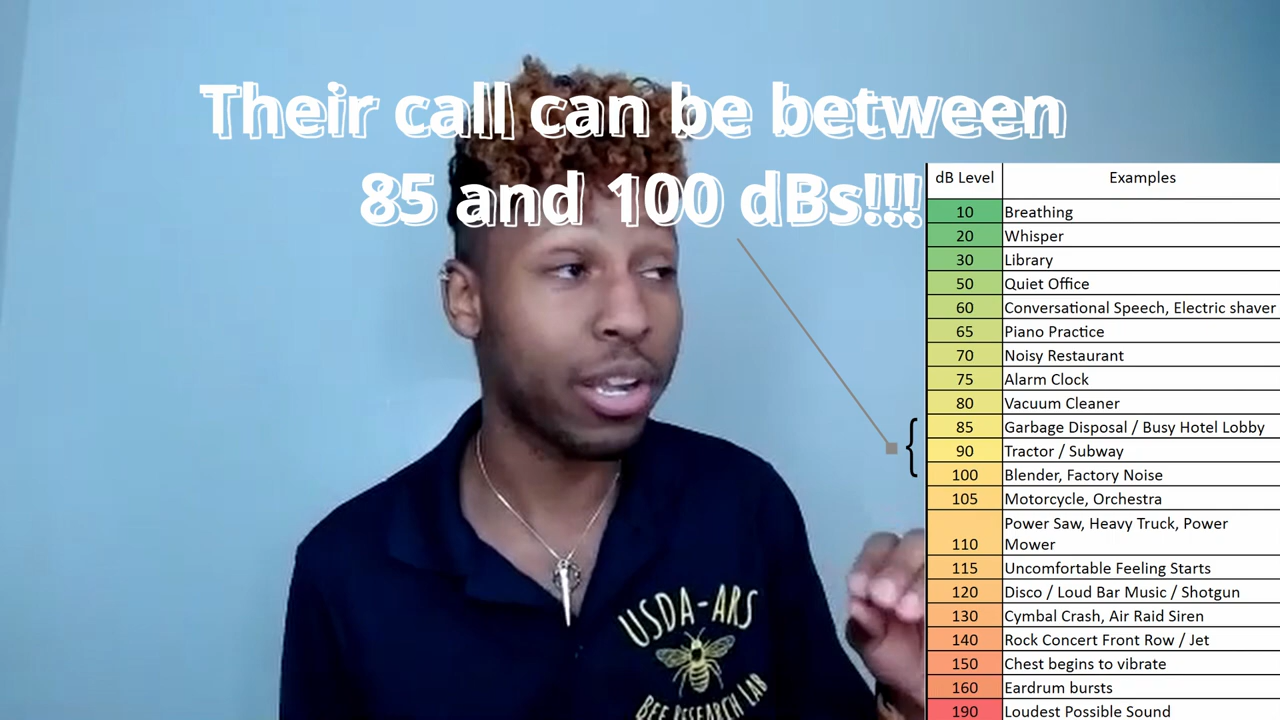 Their call can be between
85 and 100 dBs!!!
dB Level Examples
10 Breathing
20 Whisper
30 Library
50 Quiet Office
60 Conversational Speech, Electric shaver
65 Piano Practice
70 Noisy Restaurant
75 Alarm Clock
80 Vacuum Cleaner
85 Garbage Disposal / Busy Hotel Lobby
90 Tractor / Subway
100 Blender, Factory Noise
105 Motorcycle, Orchestra
110 Power Saw, Heavy Truck, Power
Mower
115 Uncomfortable Feeling Starts
120 Disco / Loud Bar Music / Shotgun
130 Cymbal Crash, Air Raid Siren
140 Rock Concert Front Row / Jet
150 Chest begins to vibrate
160 Eardrum bursts
190 Loudest Possible Sound
USDA-ARS
BEE RESEARCH LAB